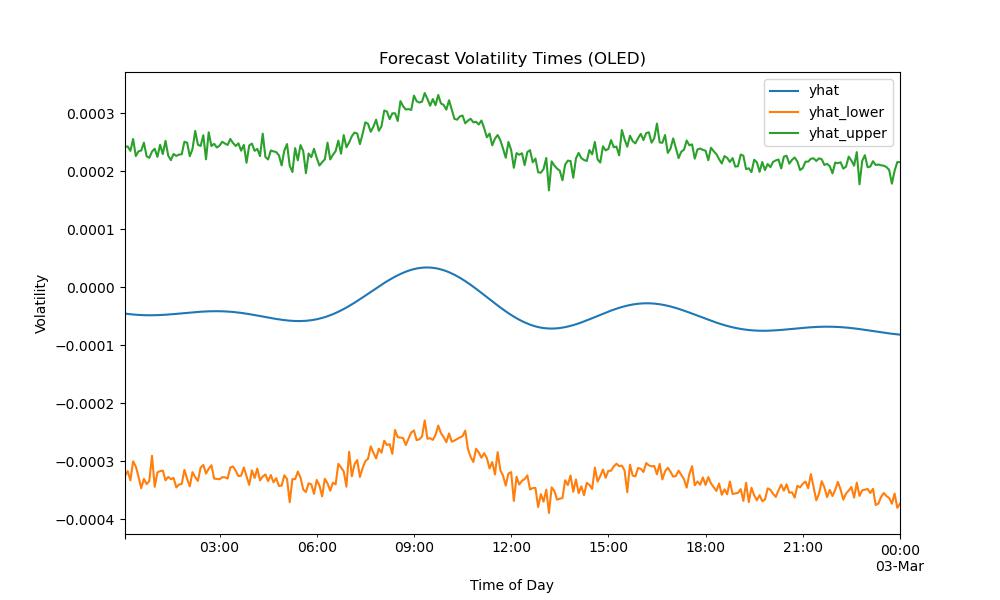 Forecast Volatility Times (OLED)
yhat
yhat_lower
yhat_upper
0.0003
0.0002
0.0001
0.0000
−0.0001
−0.0002
−0.0003
−0.0004
Volatility
03:00
06:00
09:00
12:00
15:00
18:00
21:00
00:00
03-Mar
Time of Day